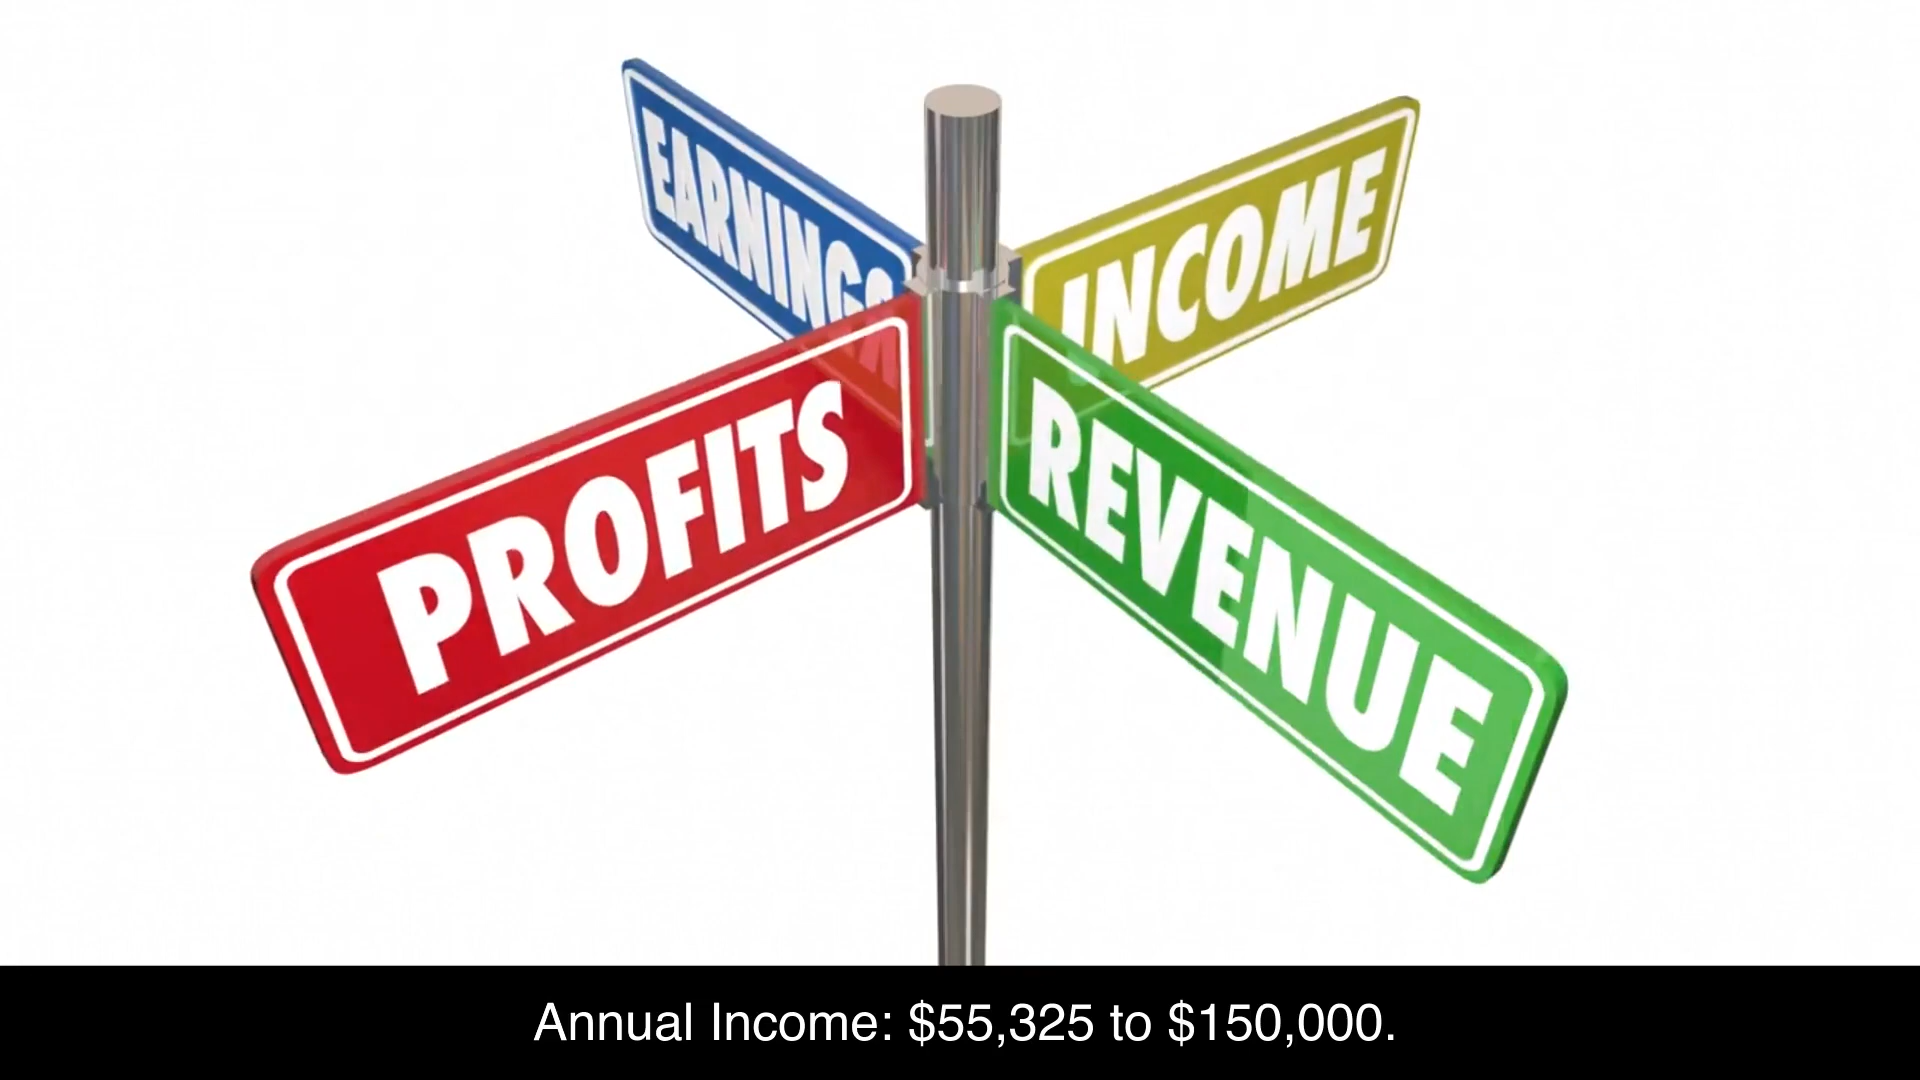 EARNINGS
INCOME
PROFITS
REVENUE
Annual Income: $55,325 to $150,000.